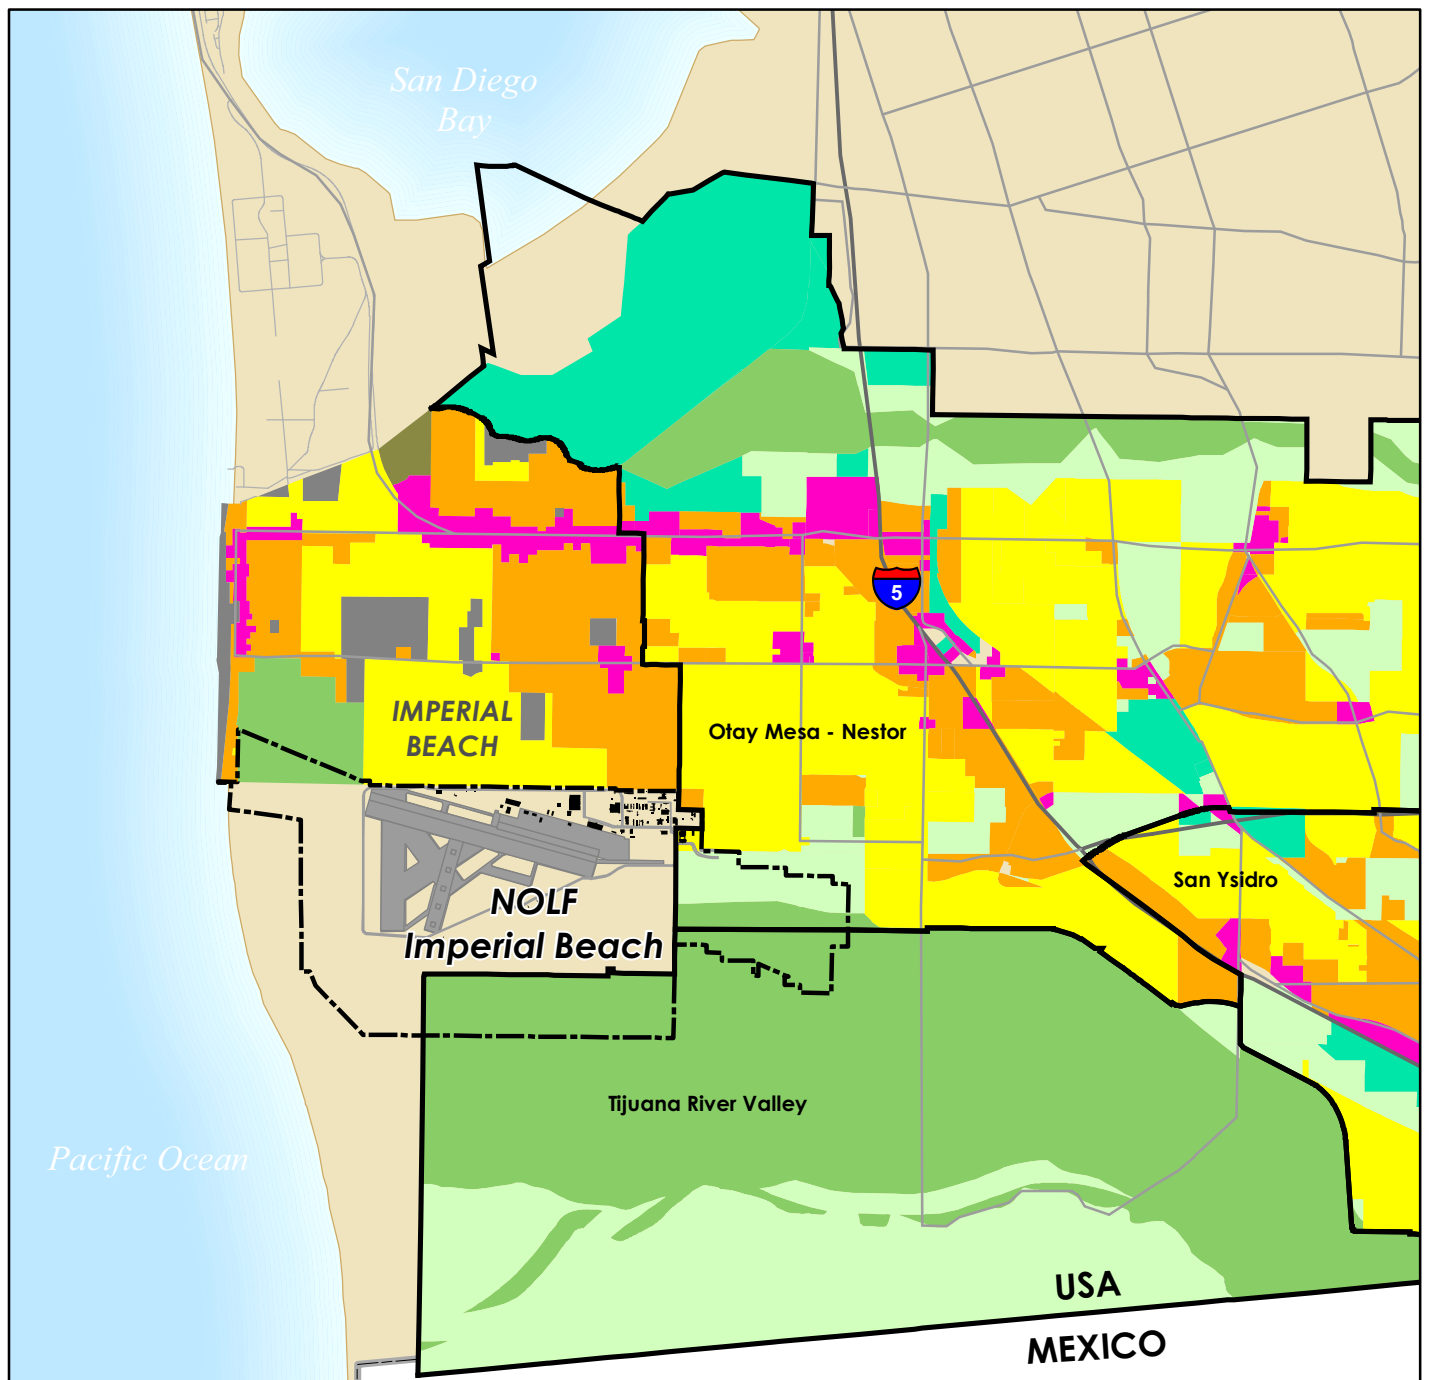 San Diego
Bay
5
IMPERIAL
BEACH
Otay Mesa - Nestor
San Ysidro
NOLF
Imperial Beach
Tijuana River Valley
Pacific Ocean
USA
MEXICO